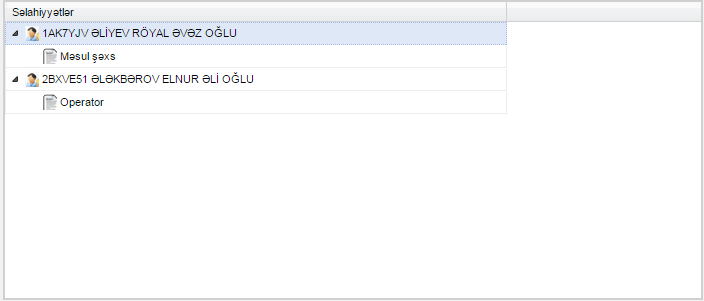 Səlahiyyətlər
1AK7YJV ƏLİYEV RÖYAL ƏVƏZ OĞLU
Məsul şəxs
2BXVE51 ƏLƏKBƏROV ELNUR ƏLİ OĞLU
Operator